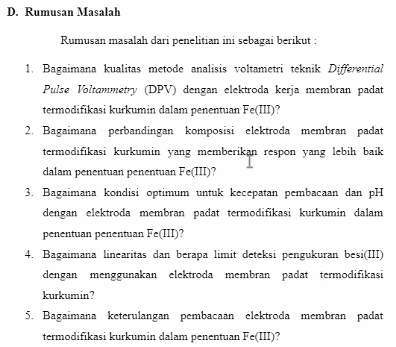 D. Rumusan Masalah
Rumusan masalah dari penelitian ini sebagai berikut :
1. Bagaimana kualitas metode analisis voltametri teknik Differential
Pulse Voltammetry (DPV) dengan elektroda kerja membran padat
termodifikasi kurkumin dalam penentuan Fe(III)?
2. Bagaimana perbandingan komposisi elektroda membran padat
termodifikasi kurkumin yang memberikan respon yang lebih baik
dalam penentuan penentuan Fe(III)?
3. Bagaimana kondisi optimum untuk kecepatan pembacaan dan pH
dengan elektroda membran padat termodifikasi kurkumin dalam
penentuan penentuan Fe(III)?
4. Bagaimana linearitas dan berapa limit deteksi pengukuran besi(III)
dengan menggunakan elektroda membran padat termodifikasi
kurkumin?
5. Bagaimana keterulangan pembacaan elektroda membran padat
termodifikasi kurkumin dalam penentuan Fe(III)?